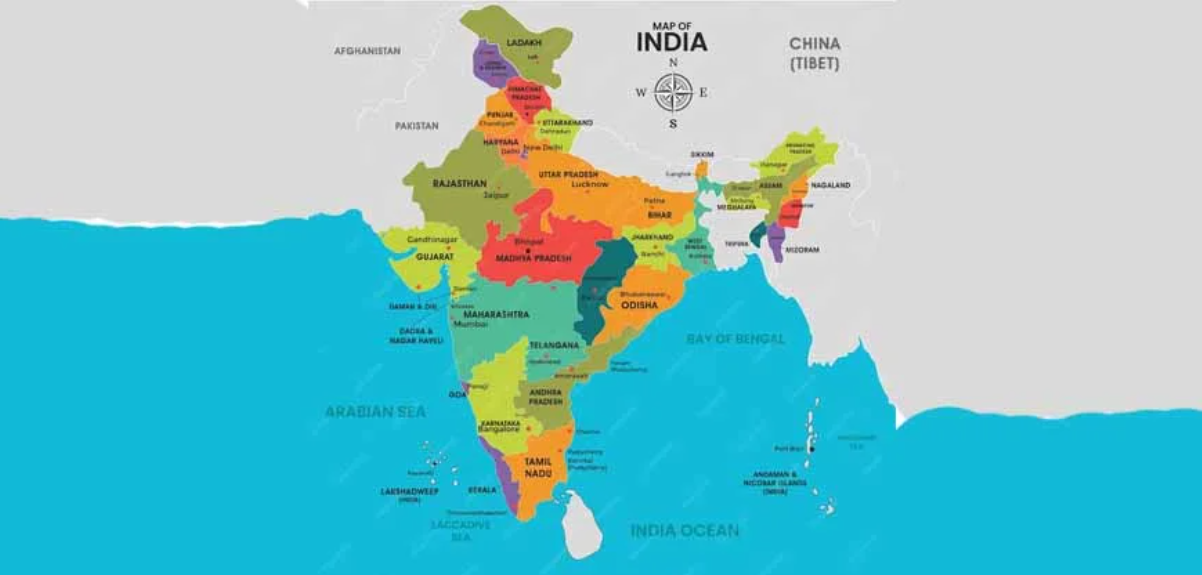 MAP OF
INDIA
N
W E
S
AFGHANISTAN
CHINA
(TIBET)
PAKISTAN
LADAKH
Leh
HIMACHAL
PRADESH
PUNJAB
Chandigarh
UTTARAKHAND
Dehradun
HARYANA
Delhi
New Delhi
RAJASTHAN
Jaipur
UTTAR PRADESH
Lucknow
SIKKIM
Gangtok
ARUNACHAL
PRADESH
Itanagar
ASSAM
NAGALAND
MEGHALAYA
Shillong
TRIPURA
MIZORAM
Patna
BIHAR
JHARKHAND
Ranchi
WEST
BENGAL
Kolkata
Gandhinagar
GUJARAT
Bhopal
MADHYA PRADESH
Daman
DAMAN & DIU
DADRA &
NAGAR HAVELI
Bhubaneswar
ODISHA
MAHARASHTRA
Mumbai
TELANGANA
Hyderabad
Amaravati
BAY OF BENGAL
Panaji
GOA
ANDHRA
PRADESH
ARABIAN SEA
KARNATAKA
Bangalore
Chennai
Puducherry
Karaikal
(Puducherry)
TAMIL
NADU
KERALA
Thiruvananthapuram
Kavaratti
LAKSHADWEEP
(INDIA)
LACCADIVE
SEA
Port Blair
ANDAMAN
SEA
ANDAMAN &
NICOBAR ISLANDS
(INDIA)
INDIA OCEAN